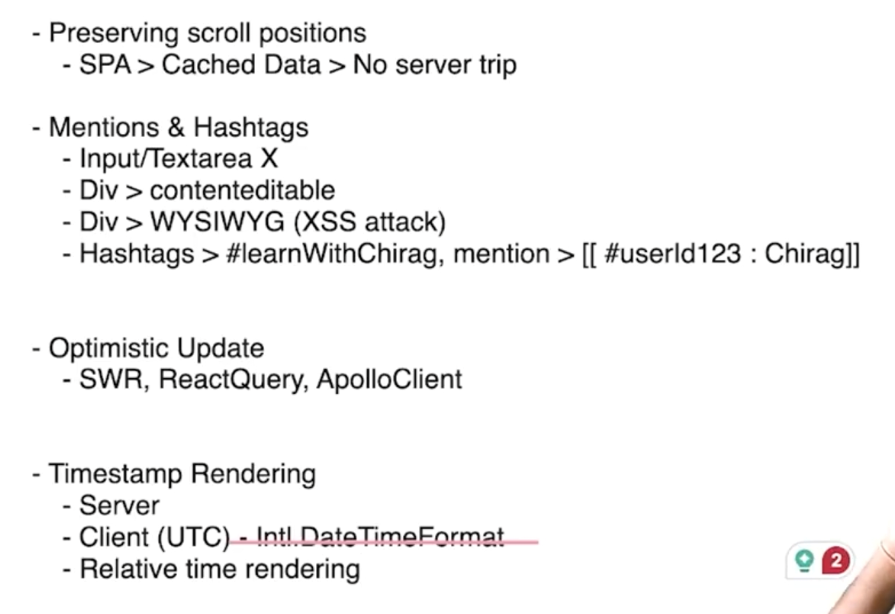 - Preserving scroll positions
- SPA > Cached Data > No server trip
- Mentions & Hashtags
- Input/Textarea X
- Div > contenteditable
- Div > WYSIWYG (XSS attack)
- Hashtags > #learnWithChirag, mention > [[ #userId123 : Chirag]]
- Optimistic Update
- SWR, ReactQuery, ApolloClient
- Timestamp Rendering
- Server
- Client (UTC) - Intl.DateTimeFormat
- Relative time rendering
2